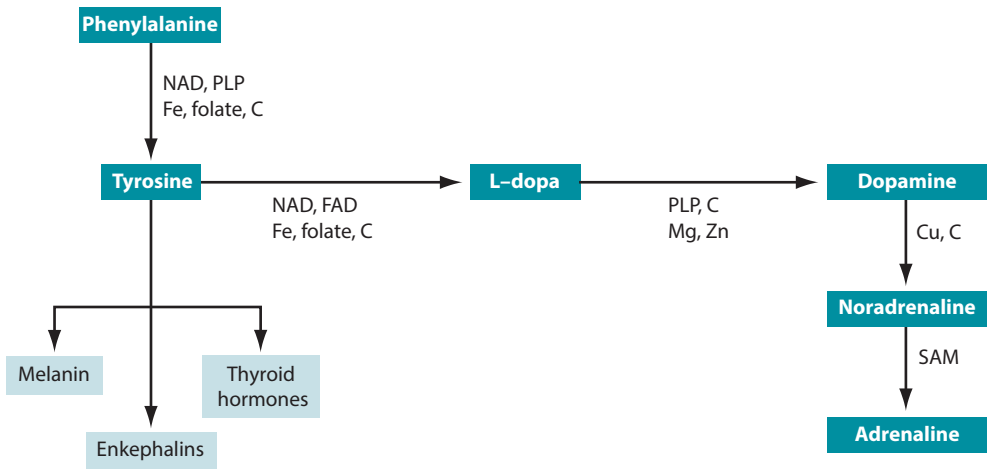 Phenylalanine
NAD, PLP
Fe, folate, C
Tyrosine
NAD, FAD
Fe, folate, C
L–dopa
PLP, C
Mg, Zn
Dopamine
Cu, C
Noradrenaline
SAM
Adrenaline
Melanin
Thyroid
hormones
Enkephalins